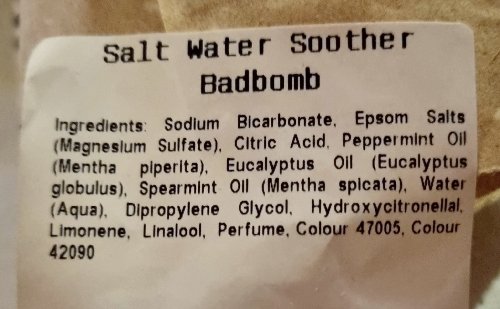 Salt Water Soother
Badbomb
Ingredients: Sodium Bicarbonate, Epsom Salts
(Magnesium Sulfate), Citric Acid, Peppermint Oil
(Mentha piperita), Eucalyptus Oil (Eucalyptus
globulus), Spearmint Oil (Mentha spicata), Water
(Aqua), Dipropylene Glycol, Hydroxycitronellal,
Limonene, Linalool, Perfume, Colour 47005, Colour
42090